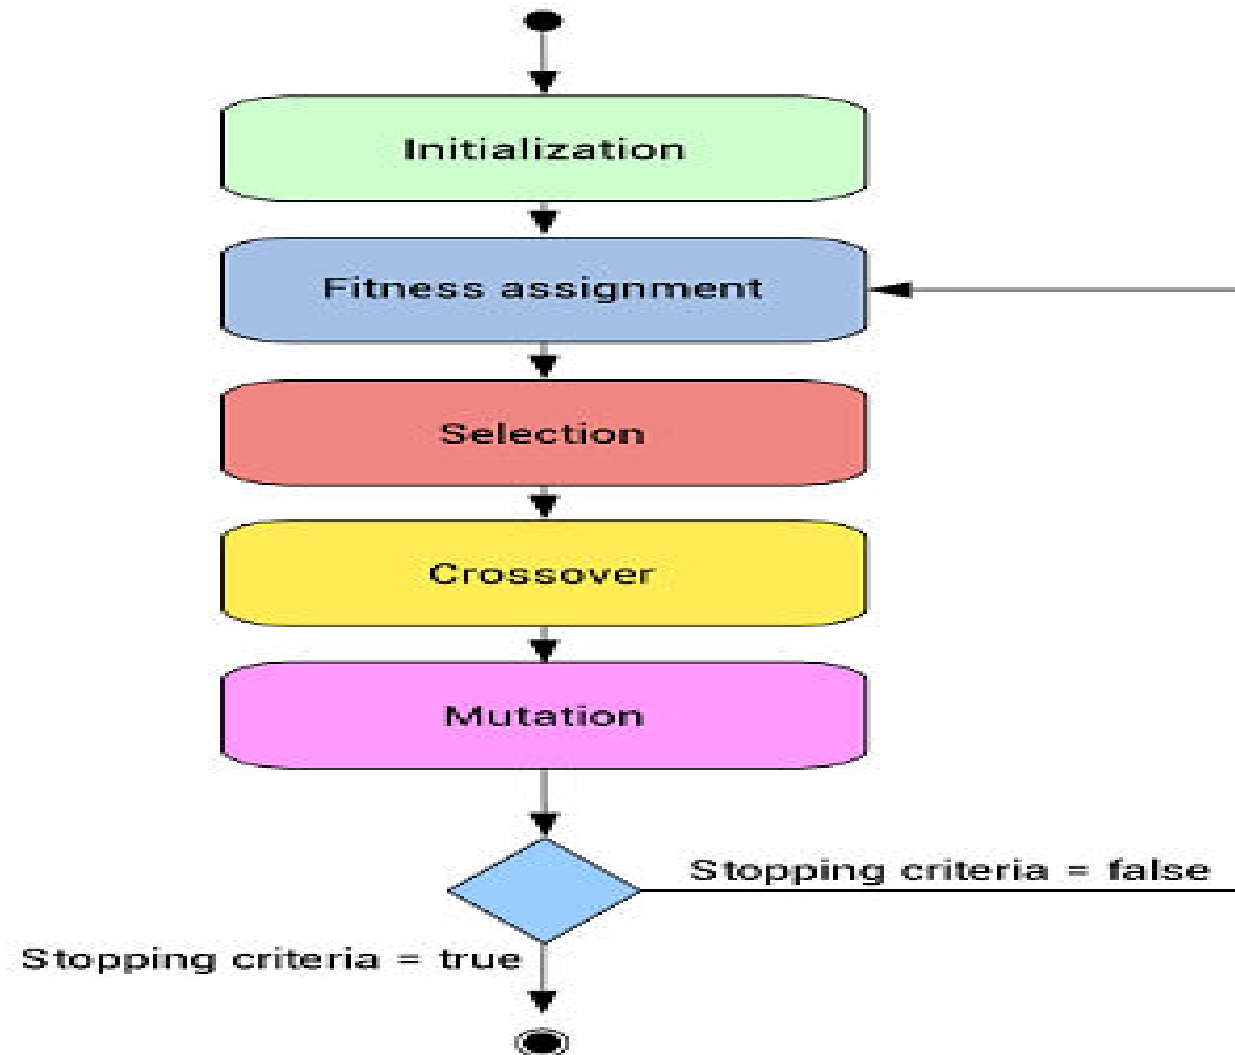 Initialization
Fitness assignment
Selection
Crossover
Mutation
Stopping criteria = false
Stopping criteria = true